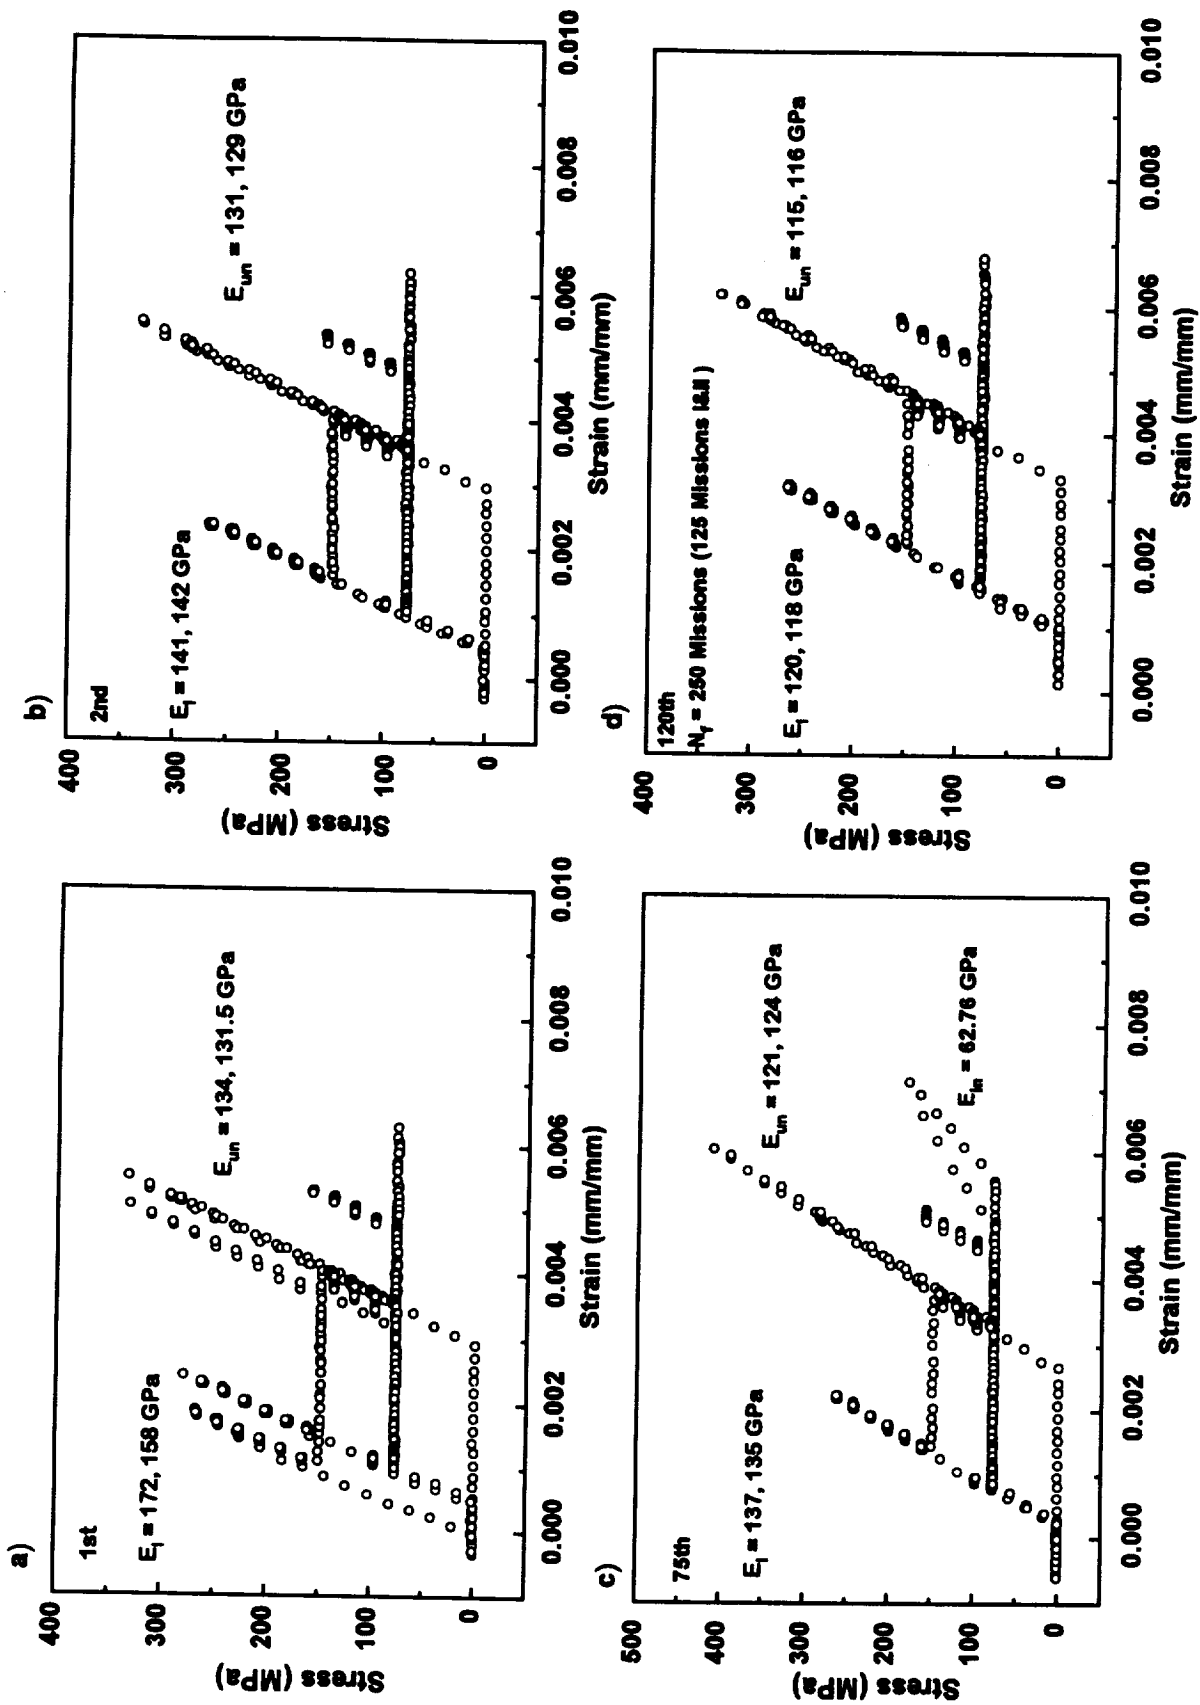 a)
1st
E_i = 172, 158 GPa
E_un = 134, 131.5 GPa
400
300
200
100
0
Stress (MPa)
0.000
0.002
0.004
0.006
0.008
0.010
Strain (mm/mm)
b)
2nd
E_i = 141, 142 GPa
E_un = 131, 129 GPa
400
300
200
100
0
Stress (MPa)
0.000
0.002
0.004
0.006
0.008
0.010
Strain (mm/mm)
c)
75th
E_i = 137, 135 GPa
E_un = 121, 124 GPa
E_in = 62.76 GPa
500
400
300
200
100
0
Stress (MPa)
0.000
0.002
0.004
0.006
0.008
0.010
Strain (mm/mm)
d)
120th
N_f = 250 Missions (125 Missions I&II )
E_i = 120, 118 GPa
E_un = 115, 116 GPa
400
300
200
100
0
Stress (MPa)
0.000
0.002
0.004
0.006
0.008
0.010
Strain (mm/mm)